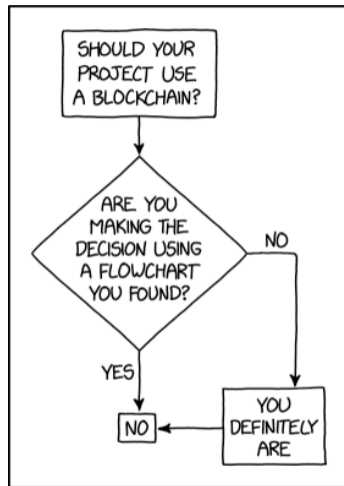 SHOULD YOUR
PROJECT USE
A BLOCKCHAIN?
ARE YOU
MAKING THE
DECISION USING
A FLOWCHART
YOU FOUND?
NO
YES
YOU
DEFINITELY
ARE
NO